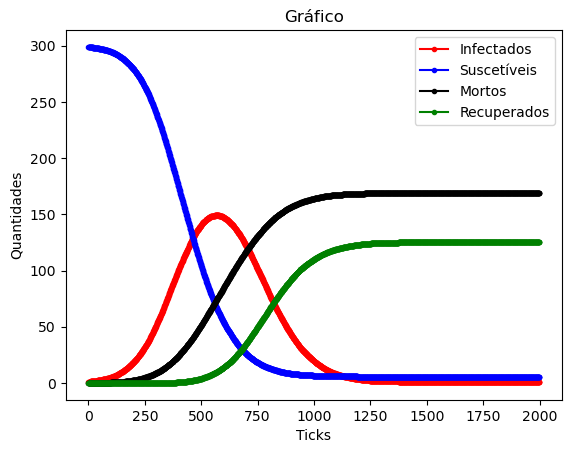 Gráfico
Infectados
Suscetíveis
Mortos
Recuperados
Quantidades
300
250
200
150
100
50
0
0 250 500 750 1000 1250 1500 1750 2000
Ticks